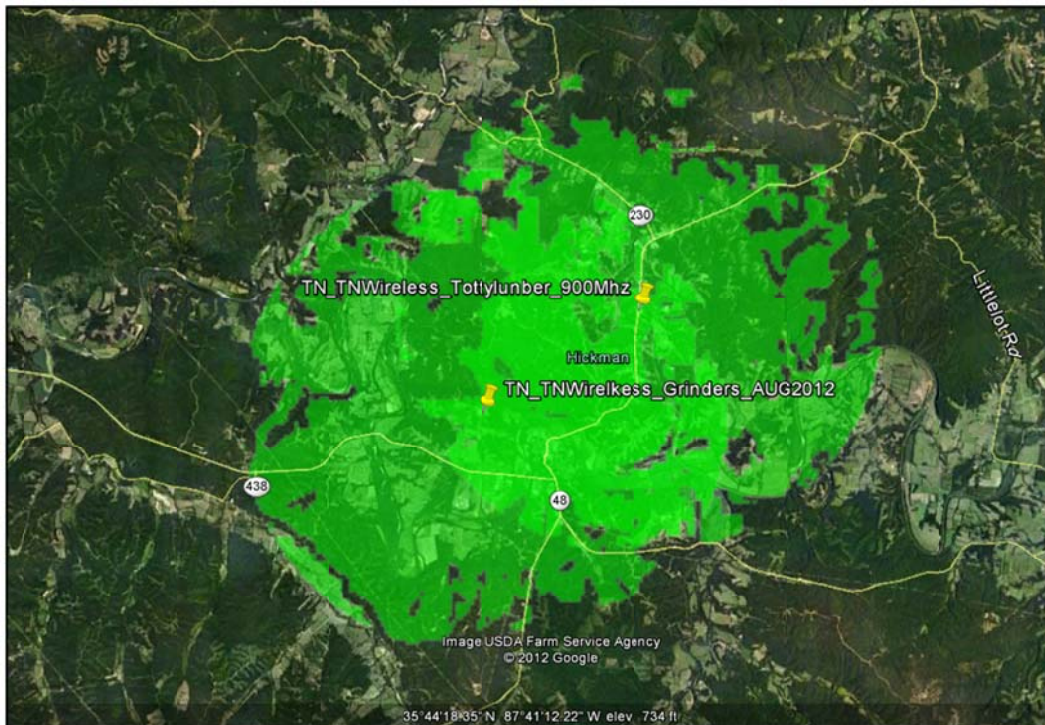 230
TN_TNWireless_Tottylunber_900Mhz
Littlelot Rd
Hickman
TN_TNWirelkess_Grinders_AUG2012
438
48
Image USDA Farm Service Agency
© 2012 Google
35°44'18.35" N 87°41'12.22" W elev 734 ft